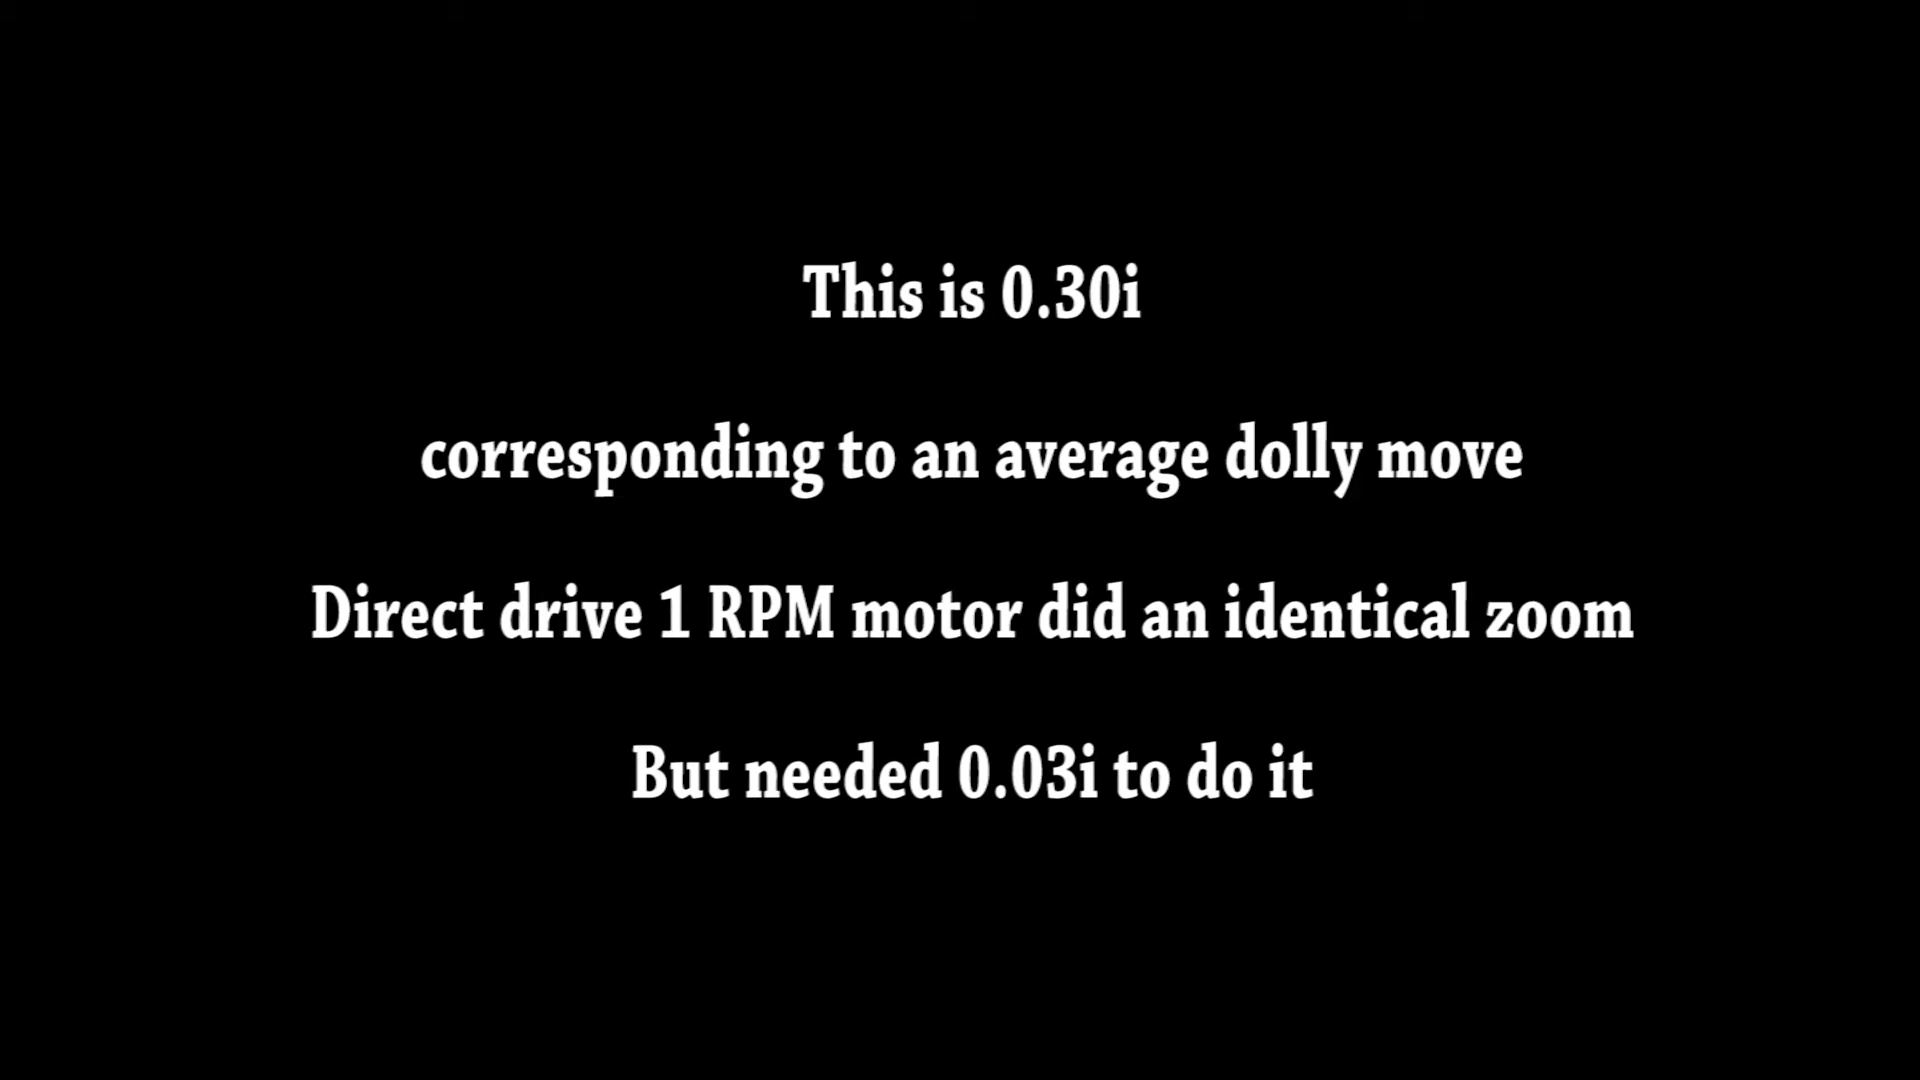 This is 0.30i
corresponding to an average dolly move
Direct drive 1 RPM motor did an identical zoom
But needed 0.03i to do it